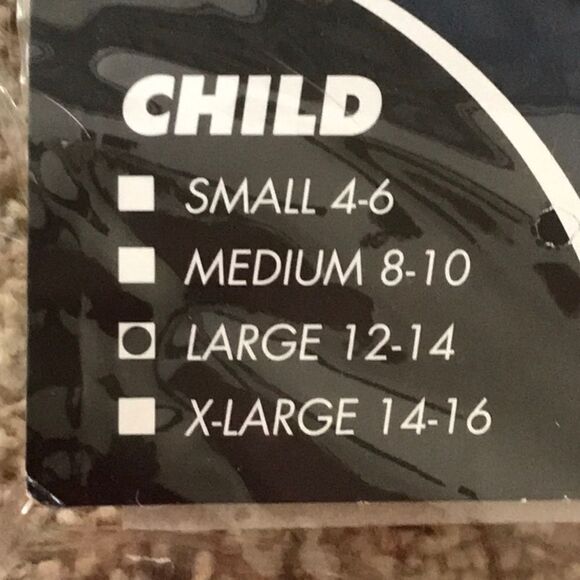 CHILD
SMALL 4-6
MEDIUM 8-10
LARGE 12-14
X-LARGE 14-16